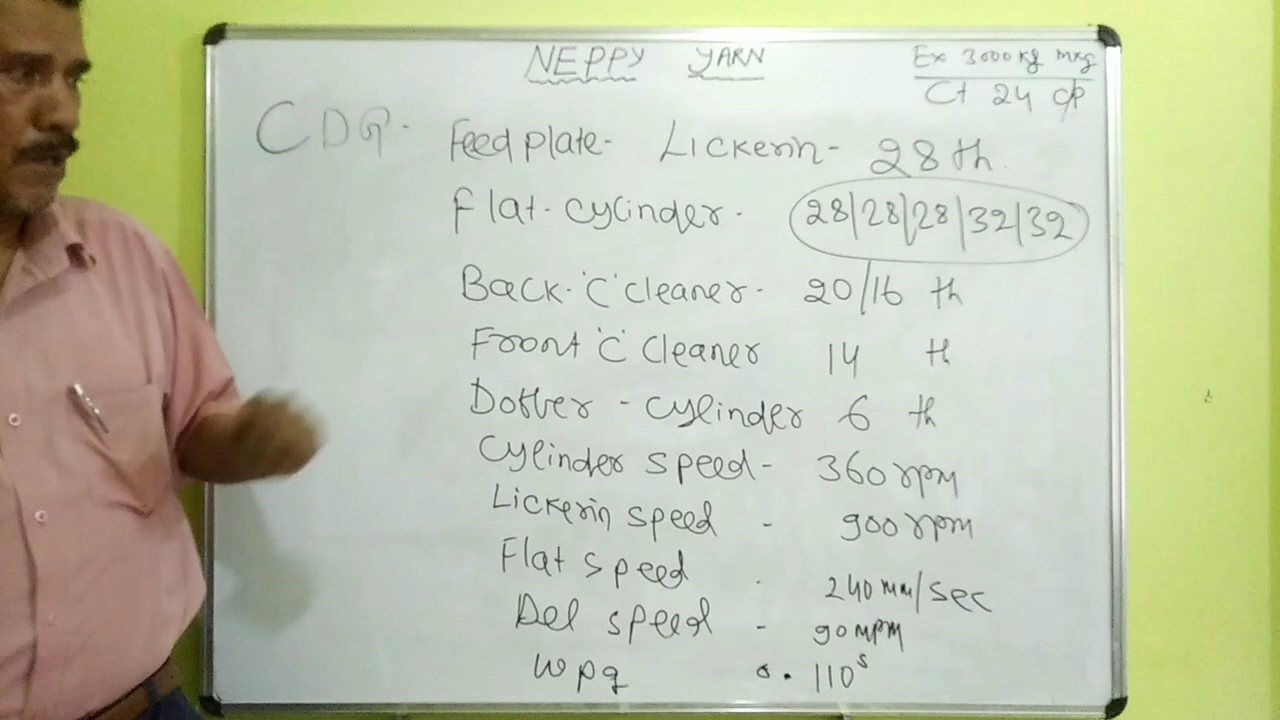 NEPPY YARN
Ex 3000 kg mxg
Ct 24 c/p
CDG. Feed plate - Lickerin - 28 th
Flat - cylinder - 28/28/28/32/32
Back - "C" cleaner - 20/16 th
Front "C" cleaner 14 th
Doffer - cylinder 6 th
Cylinder speed - 360 rpm
Lickerin speed - 900 rpm
Flat speed - 240 mm/sec
Del speed - 90 mpm
wpg 0.110s